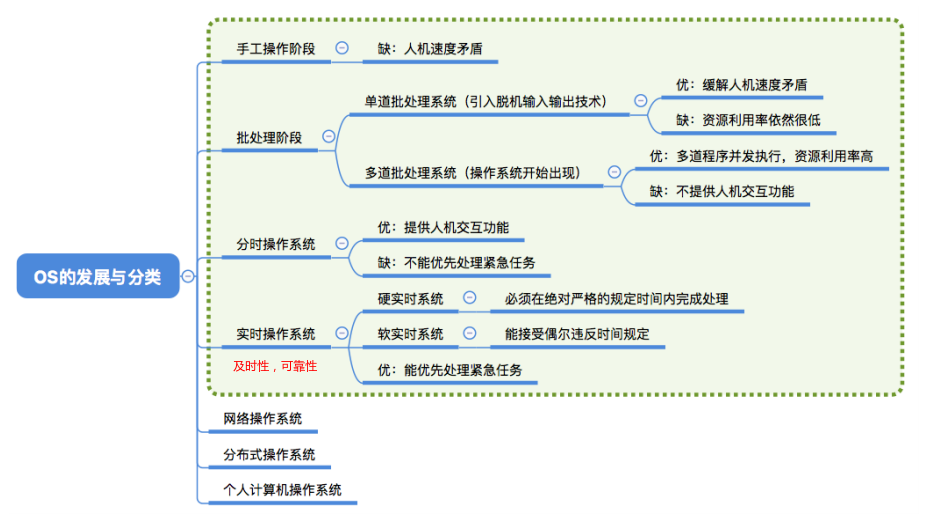 OS的发展与分类
手工操作阶段
缺：人机速度矛盾
批处理阶段
单道批处理系统（引入脱机输入输出技术）
优：缓解人机速度矛盾
缺：资源利用率依然很低
多道批处理系统（操作系统开始出现）
优：多道程序并发执行，资源利用率高
缺：不提供人机交互功能
分时操作系统
优：提供人机交互功能
缺：不能优先处理紧急任务
实时操作系统
及时性，可靠性
硬实时系统
必须在绝对严格的规定时间内完成处理
软实时系统
能接受偶尔违反时间规定
优：能优先处理紧急任务
网络操作系统
分布式操作系统
个人计算机操作系统